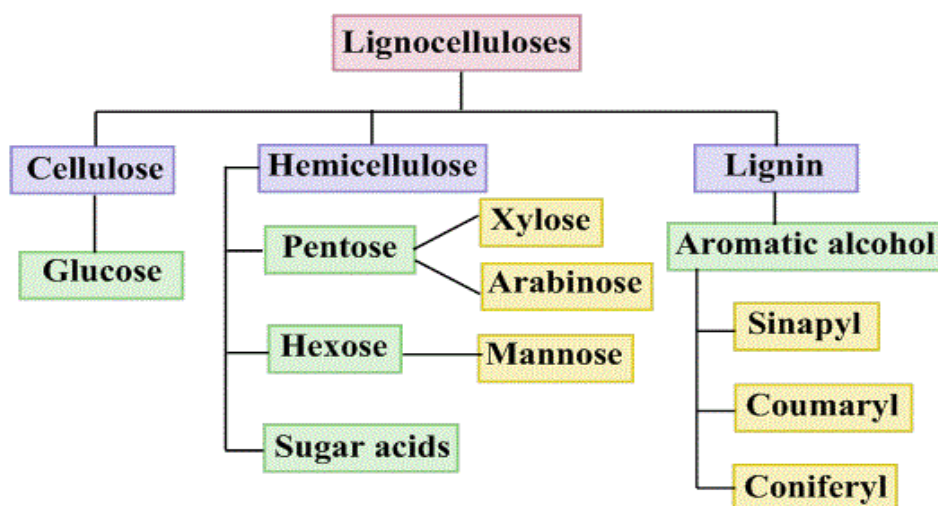 Lignocelluloses
Cellulose
Hemicellulose
Lignin
Glucose
Pentose
Xylose
Arabinose
Hexose
Mannose
Sugar acids
Aromatic alcohol
Sinapyl
Coumaryl
Coniferyl